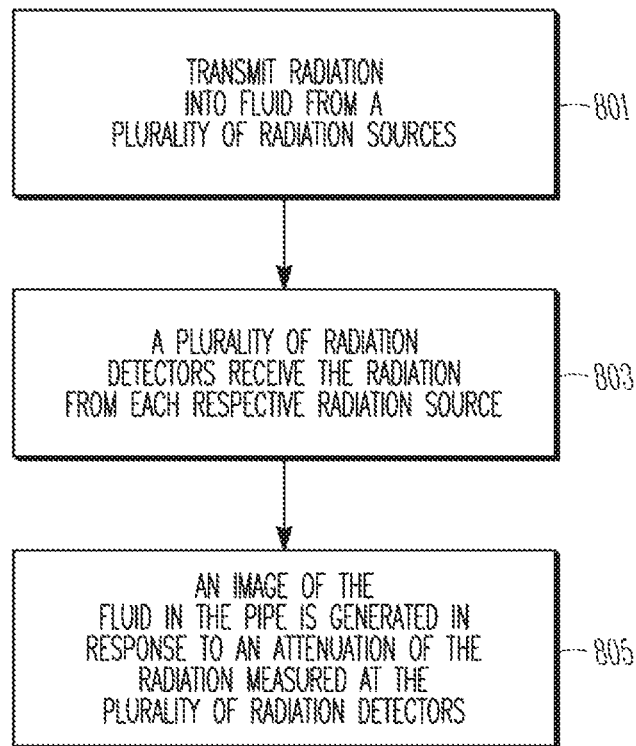 TRANSMIT RADIATION
INTO FLUID FROM A
PLURALITY OF RADIATION SOURCES
801
A PLURALITY OF RADIATION
DETECTORS RECEIVE THE RADIATION
FROM EACH RESPECTIVE RADIATION SOURCE
803
AN IMAGE OF THE
FLUID IN THE PIPE IS GENERATED IN
RESPONSE TO AN ATTENUATION OF THE
RADIATION MEASURED AT THE
PLURALITY OF RADIATION DETECTORS
805